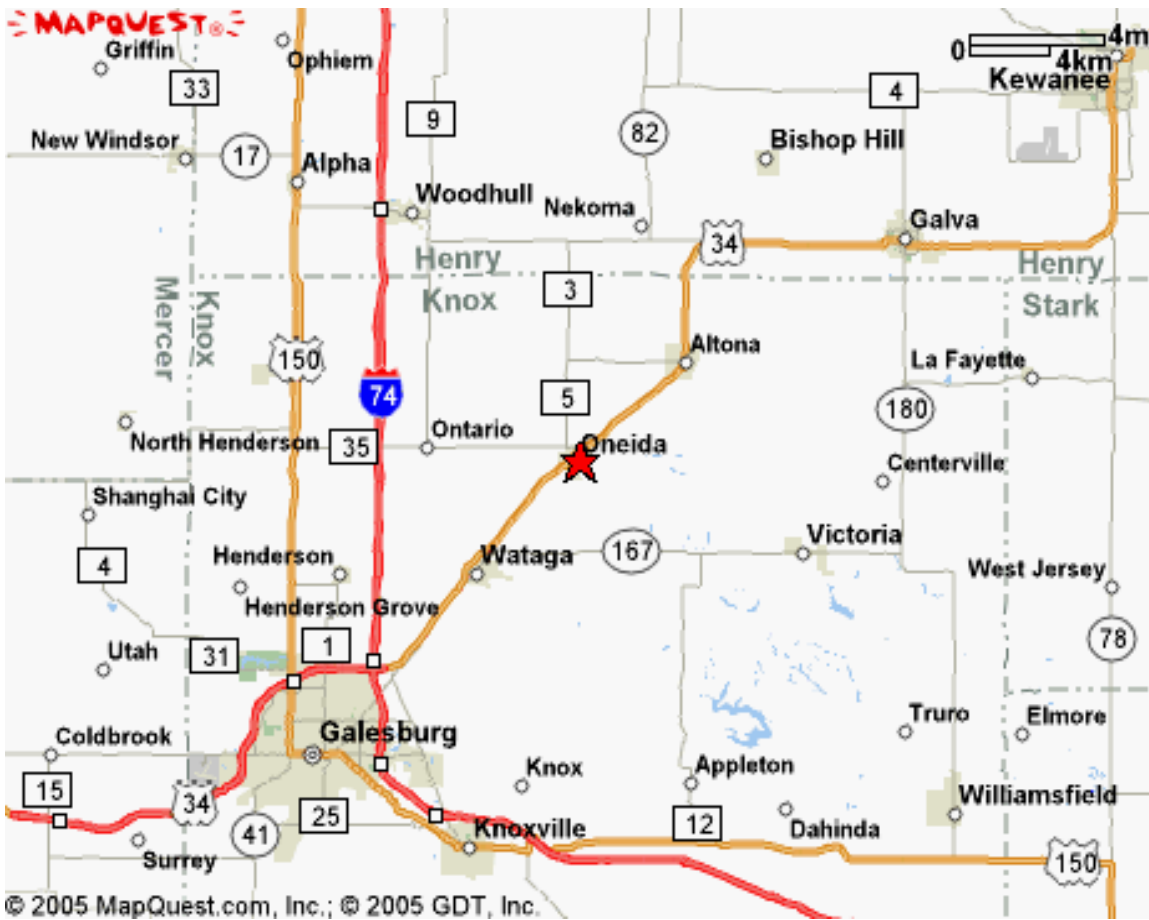 MAPQUEST®
Griffin
Ophiem
0
4m
4km
Kewanee
33
4
9
82
New Windsor
17
Bishop Hill
Alpha
Woodhull
Nekoma
Galva
34
Henry
Henry
Mercer
Knox
Knox
3
Stark
150
Altona
La Fayette
74
5
180
North Henderson
35
Ontario
Oneida
Centerville
Shanghai City
Victoria
Henderson
Wataga
167
4
West Jersey
Henderson Grove
1
78
Utah
31
Truro
Elmore
Coldbrook
Galesburg
Knox
Appleton
15
34
25
Williamsfield
41
Knoxville
12
Dahinda
Surrey
150
© 2005 MapQuest.com, Inc.; © 2005 GDT, Inc.